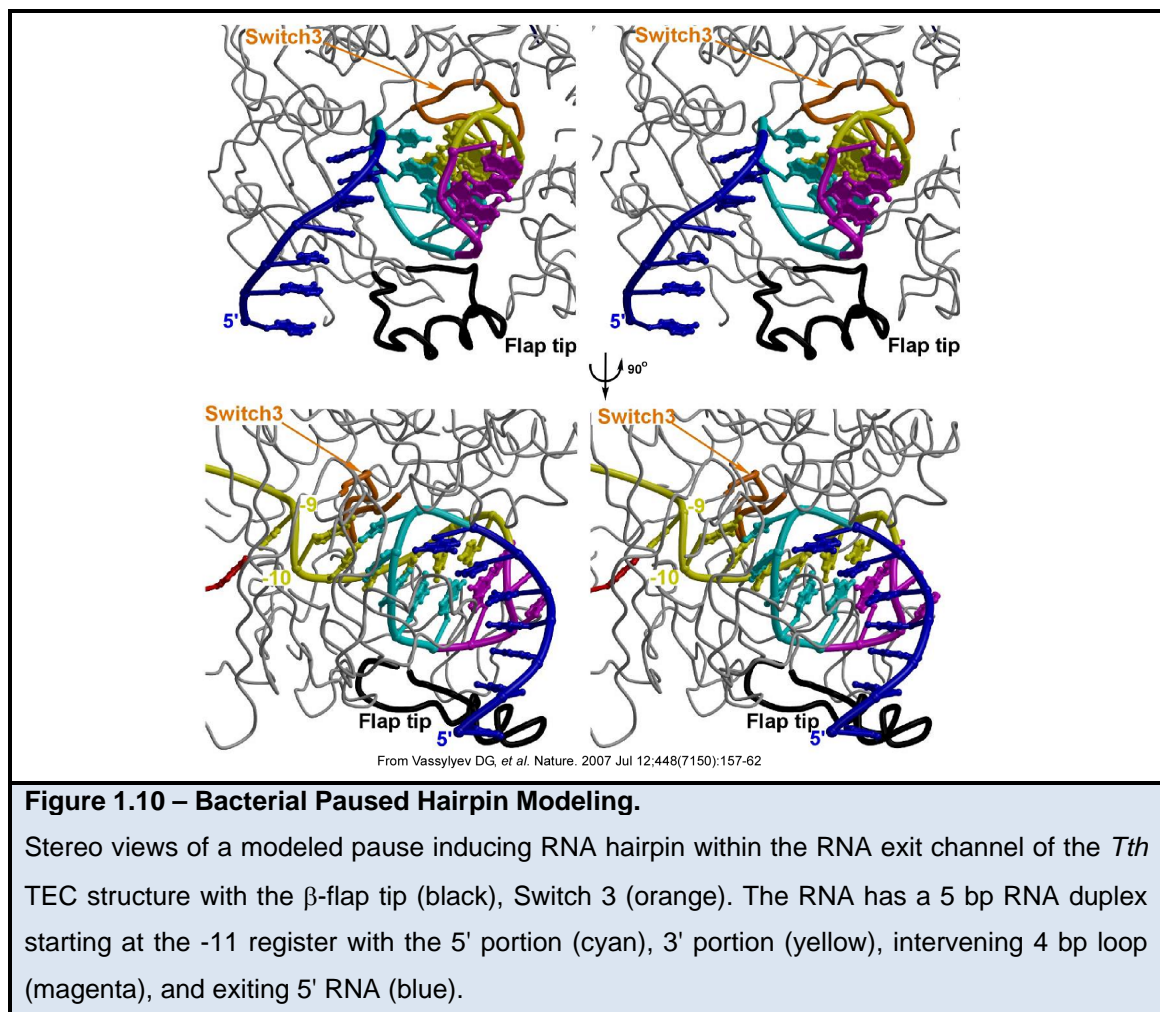 Switch3 Switch3
5' 5'
Flap tip Flap tip
90°
Switch3 Switch3
-9 -9
-10 -10
Flap tip Flap tip
5' 5'
From Vassylyev DG, et al. Nature. 2007 Jul 12;448(7150):157-62
Figure 1.10 – Bacterial Paused Hairpin Modeling.
Stereo views of a modeled pause inducing RNA hairpin within the RNA exit channel of the Tth
TEC structure with the β-flap tip (black), Switch 3 (orange). The RNA has a 5 bp RNA duplex
starting at the -11 register with the 5' portion (cyan), 3' portion (yellow), intervening 4 bp loop
(magenta), and exiting 5' RNA (blue).